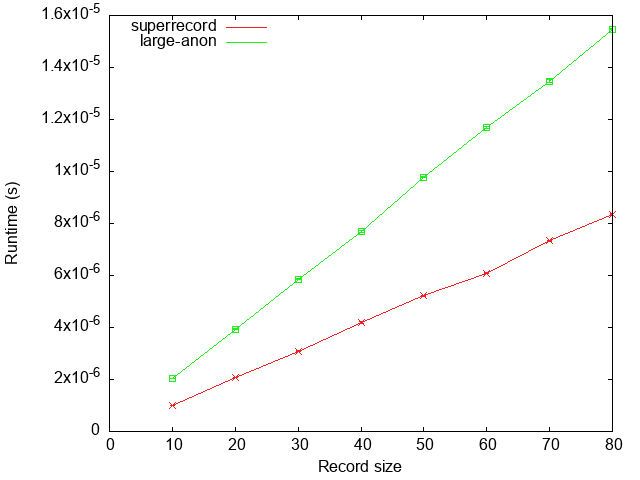 1.6x10-5
superrecord
large-anon
1.4x10-5
1.2x10-5
1x10-5
8x10-6
6x10-6
4x10-6
2x10-6
0
Runtime (s)
0 10 20 30 40 50 60 70 80
Record size